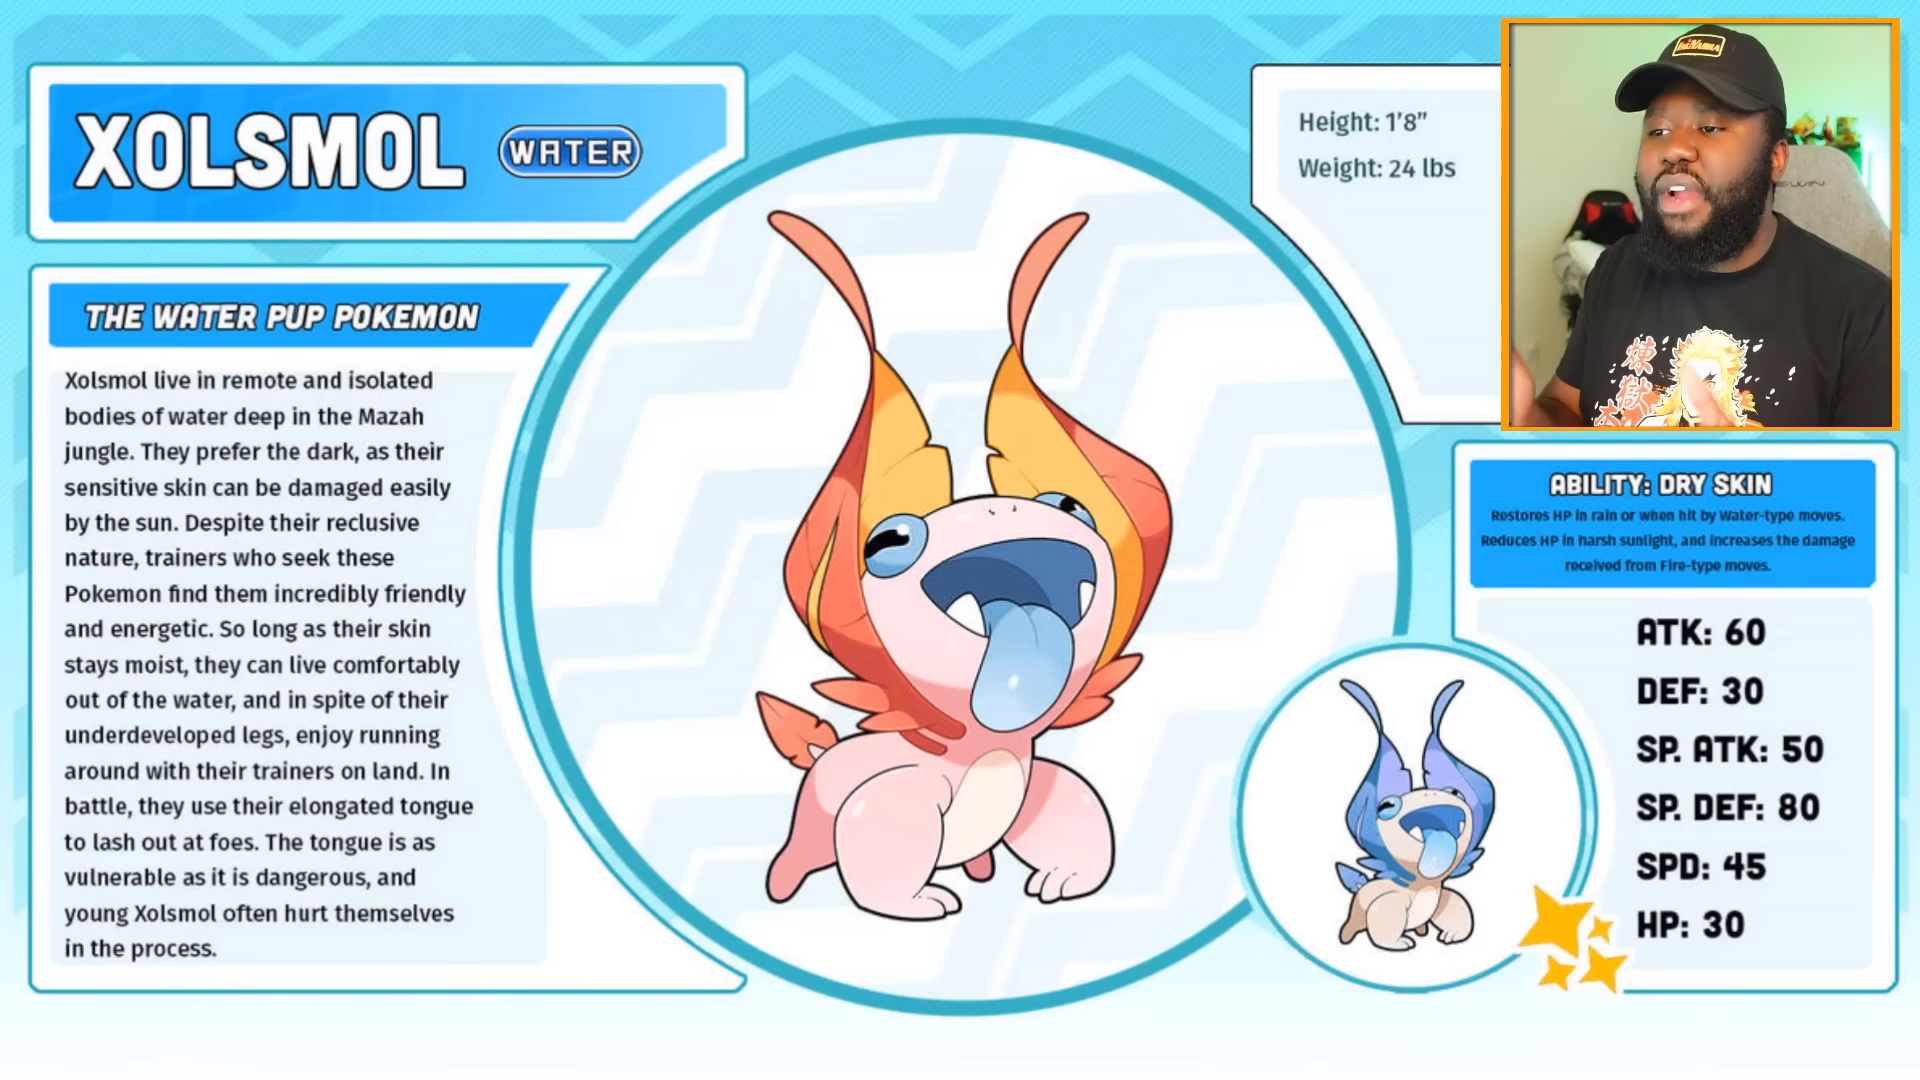 XOLSMOL
WATER
THE WATER PUP POKEMON
Xolsmol live in remote and isolated
bodies of water deep in the Mazah
jungle. They prefer the dark, as their
sensitive skin can be damaged easily
by the sun. Despite their reclusive
nature, trainers who seek these
Pokemon find them incredibly friendly
and energetic. So long as their skin
stays moist, they can live comfortably
out of the water, and in spite of their
underdeveloped legs, enjoy running
around with their trainers on land. In
battle, they use their elongated tongue
to lash out at foes. The tongue is as
vulnerable as it is dangerous, and
young Xolsmol often hurt themselves
in the process.
Height: 1’8”
Weight: 24 lbs
煉
獄
ABILITY: DRY SKIN
Restores HP in rain or when hit by Water-type moves.
Reduces HP in harsh sunlight, and increases the damage
received from Fire-type moves.
ATK: 60
DEF: 30
SP. ATK: 50
SP. DEF: 80
SPD: 45
HP: 30